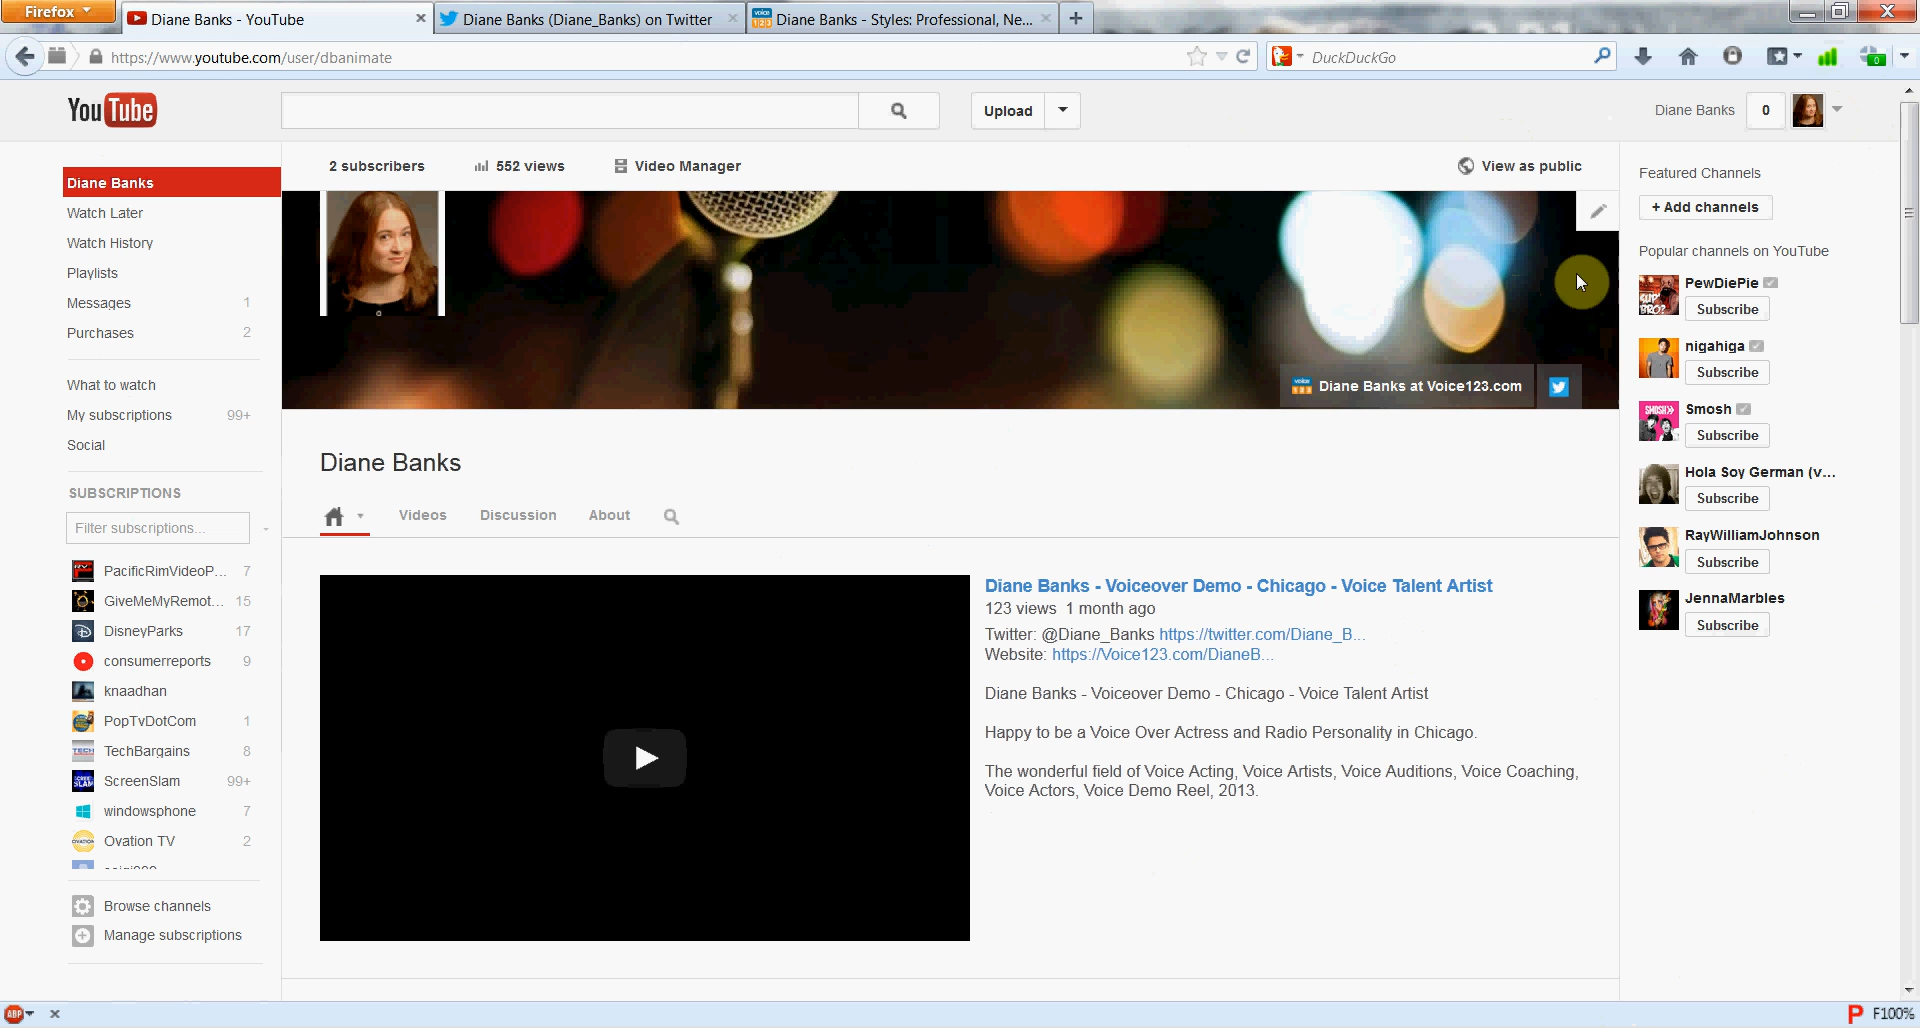 Firefox
Diane Banks - YouTube
Diane Banks (Diane_Banks) on Twitter
Diane Banks - Styles: Professional, Ne...
https://www.youtube.com/user/dbanimate
DuckDuckGo
0
YouTube
Upload
Diane Banks
0
2 subscribers
552 views
Video Manager
View as public
Diane Banks
Watch Later
Watch History
Playlists
Messages 1
Purchases 2
What to watch
My subscriptions 99+
Social
SUBSCRIPTIONS
Filter subscriptions...
PacificRimVideoP... 7
GiveMeMyRemot... 15
DisneyParks 17
consumerreports 9
knaadhan
PopTvDotCom 1
TechBargains 8
ScreenSlam 99+
windowsphone 7
Ovation TV 2
Browse channels
Manage subscriptions
Diane Banks at Voice123.com
Diane Banks
Videos
Discussion
About
Diane Banks - Voiceover Demo - Chicago - Voice Talent Artist
123 views 1 month ago
Twitter: @Diane_Banks https://twitter.com/Diane_B...
Website: https://Voice123.com/DianeB...
Diane Banks - Voiceover Demo - Chicago - Voice Talent Artist
Happy to be a Voice Over Actress and Radio Personality in Chicago.
The wonderful field of Voice Acting, Voice Artists, Voice Auditions, Voice Coaching,
Voice Actors, Voice Demo Reel, 2013.
Featured Channels
+ Add channels
Popular channels on YouTube
PewDiePie
Subscribe
nigahiga
Subscribe
Smosh
Subscribe
Hola Soy German (v...
Subscribe
RayWilliamJohnson
Subscribe
JennaMarbles
Subscribe
ABP
F100%